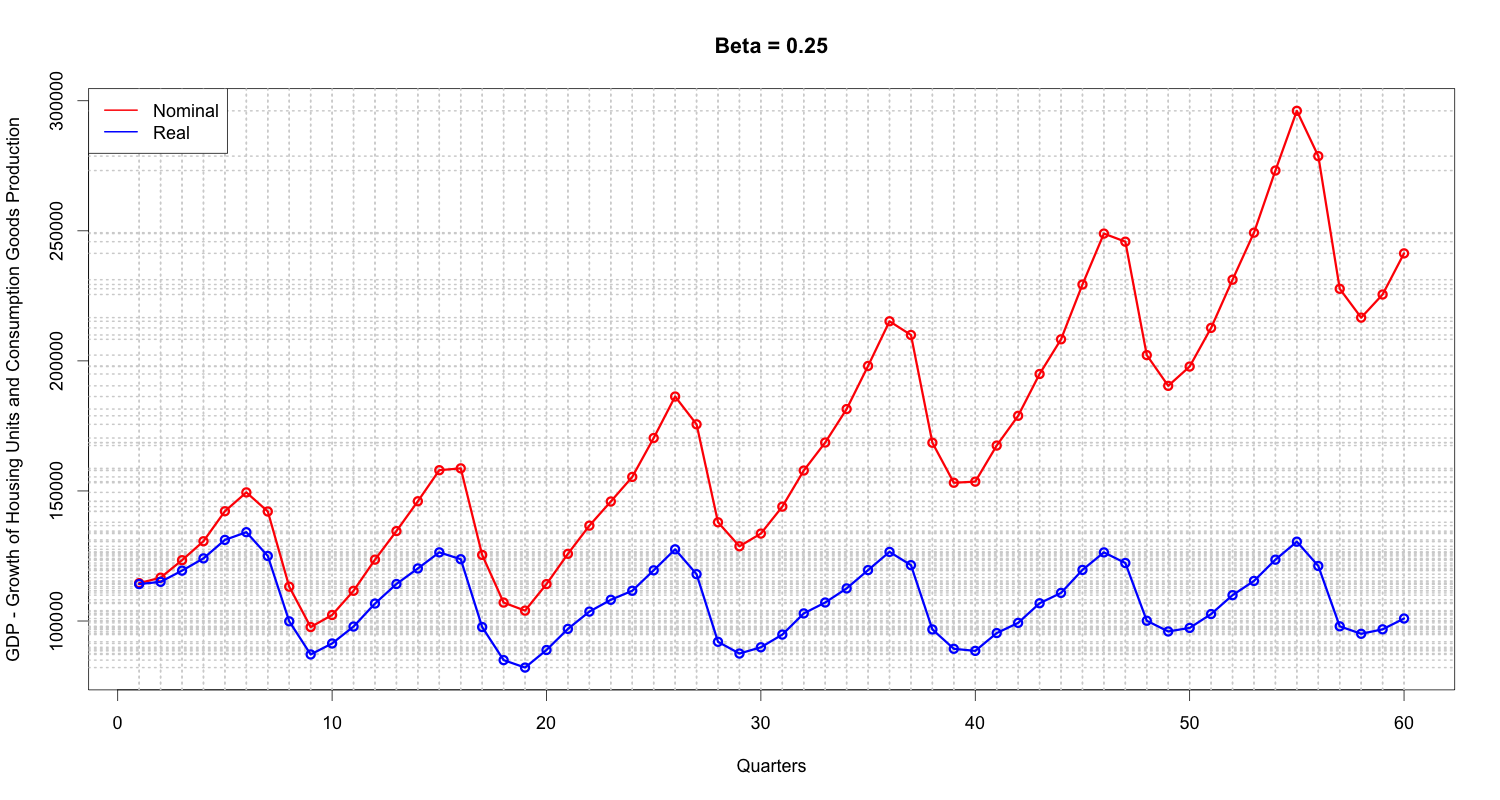 Beta = 0.25
Nominal
Real
GDP - Growth of Housing Units and Consumption Goods Production
300000
250000
200000
150000
100000
0 10 20 30 40 50 60
Quarters